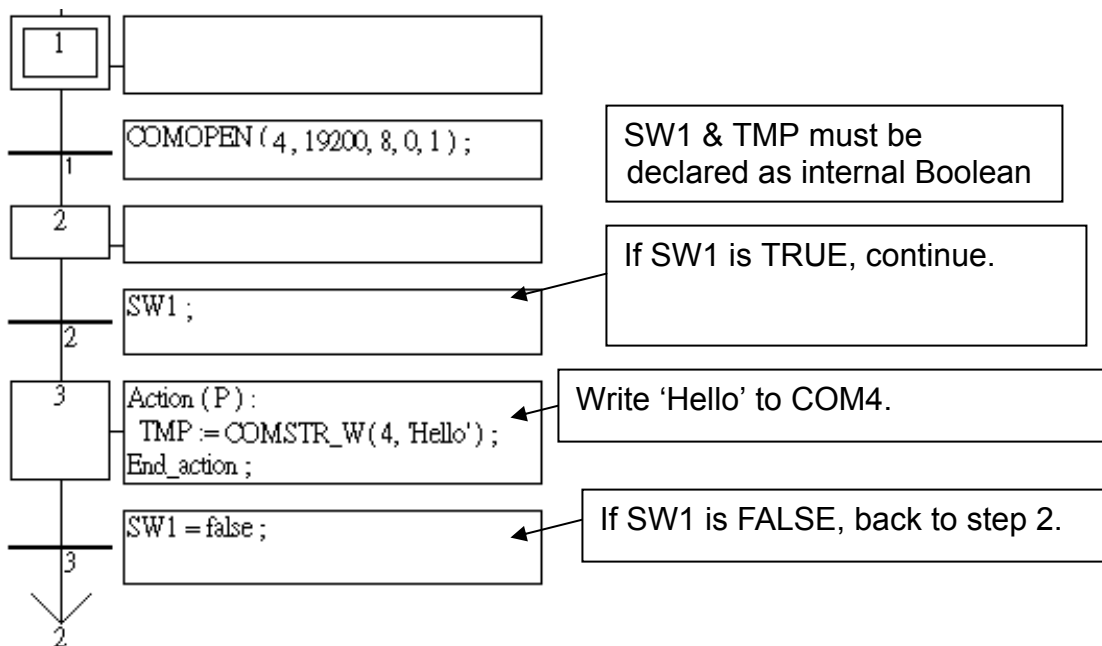 1
COMOPEN ( 4, 19200, 8, 0, 1 ) ;
1
SW1 & TMP must be
declared as internal Boolean
2
If SW1 is TRUE, continue.
SW1 ;
2
3
Action ( P ) :
TMP := COMSTR_W( 4, 'Hello' ) ;
End_action ;
Write ‘Hello’ to COM4.
SW1 = false ;
If SW1 is FALSE, back to step 2.
3
2